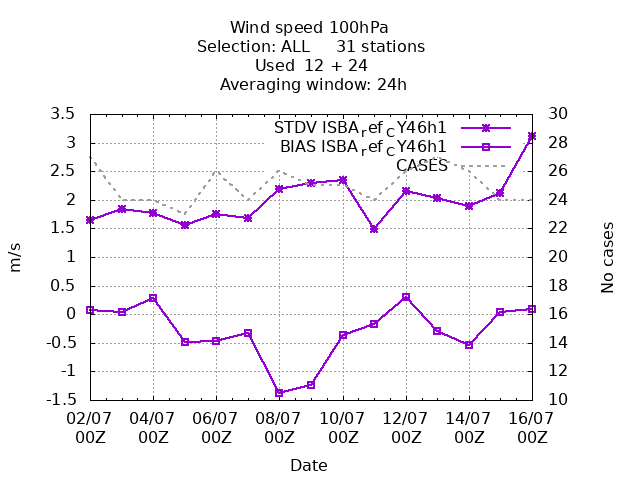 Wind speed 100hPa
Selection: ALL 31 stations
Used 12 + 24
Averaging window: 24h
STDV ISBA_ref_CY46h1
BIAS ISBA_ref_CY46h1
CASES
3.5
3
2.5
2
1.5
1
0.5
0
-0.5
-1
-1.5
m/s
30
28
26
24
22
20
18
16
14
12
10
No cases
02/07 04/07 06/07 08/07 10/07 12/07 14/07 16/07
00Z 00Z 00Z 00Z 00Z 00Z 00Z 00Z
Date